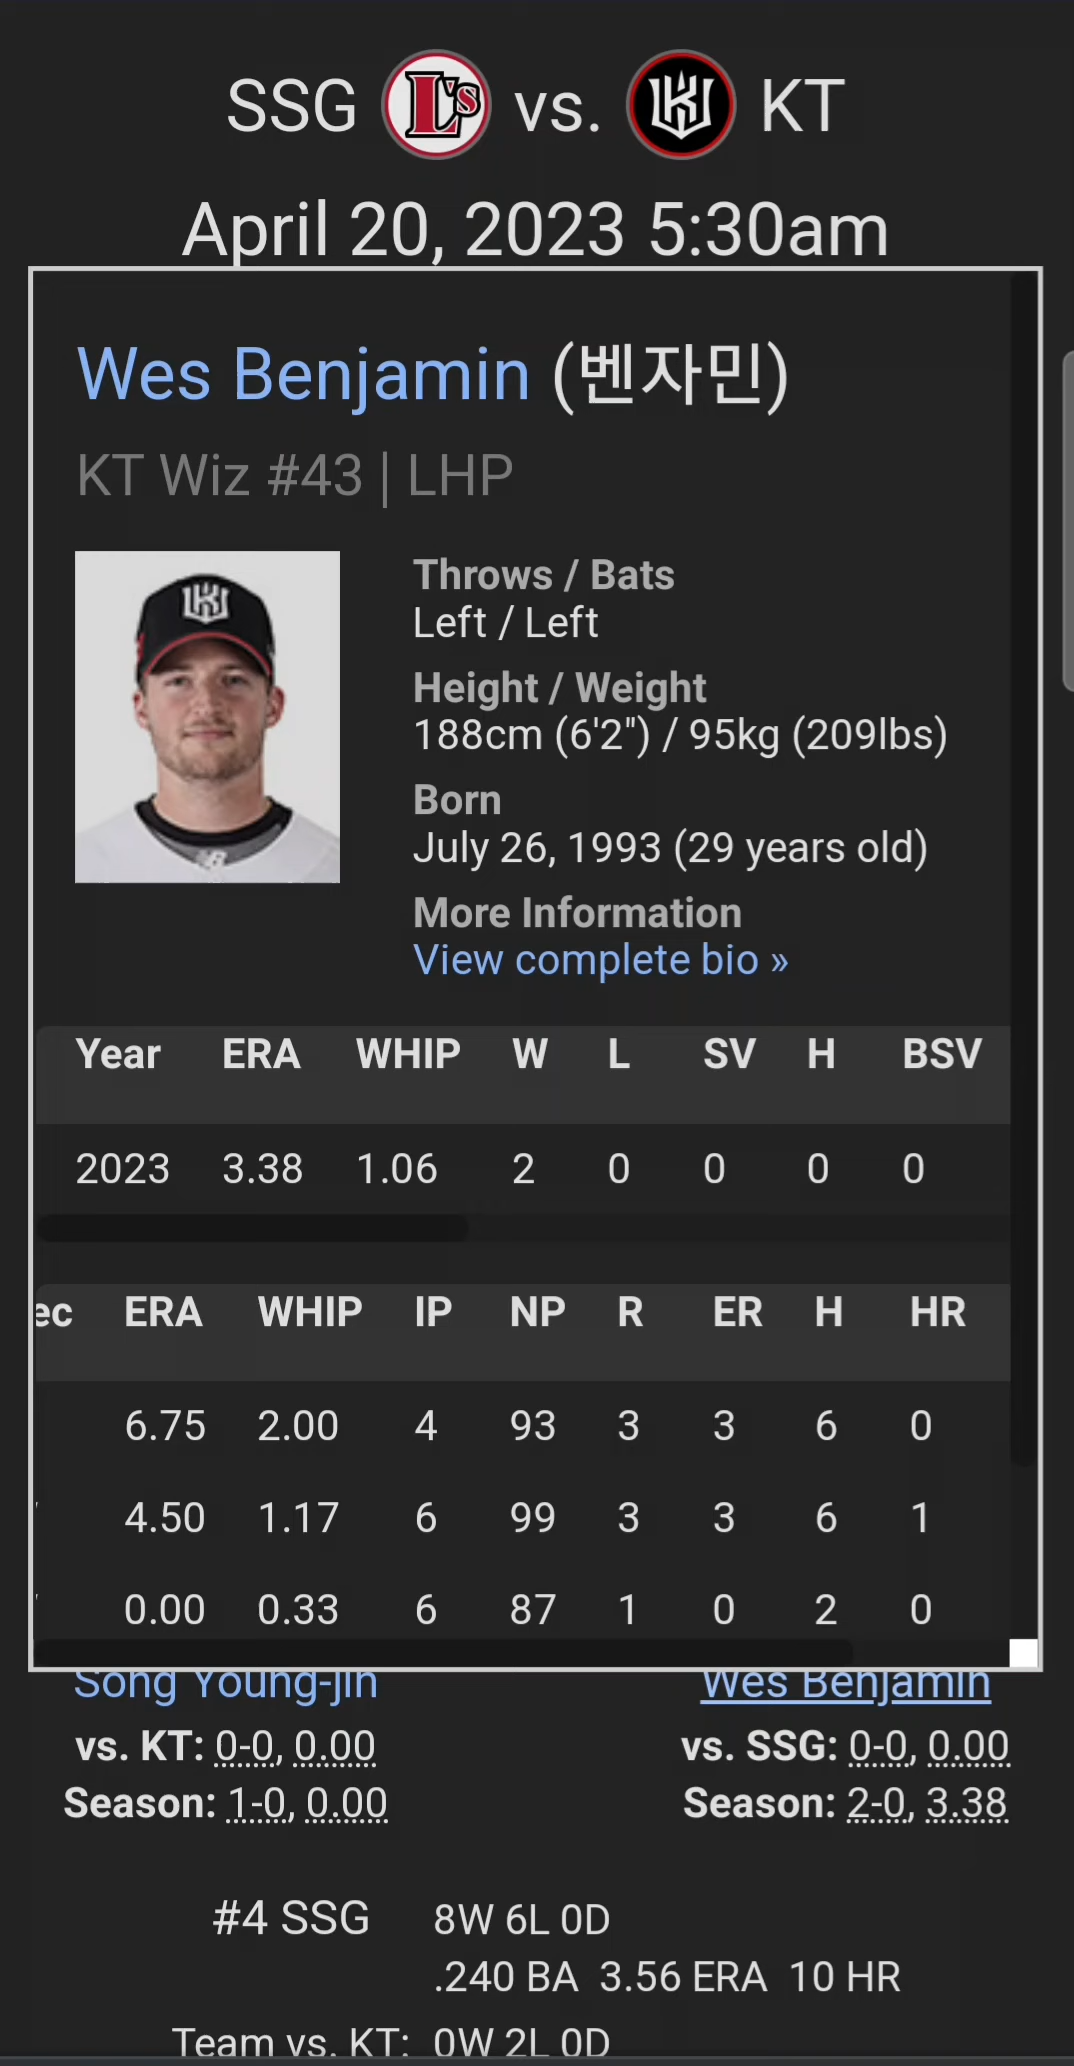 SSG L's vs. KT
April 20, 2023 5:30am
Wes Benjamin (벤자민)
KT Wiz #43 | LHP
Throws / Bats
Left / Left
Height / Weight
188cm (6'2") / 95kg (209lbs)
Born
July 26, 1993 (29 years old)
More Information
View complete bio »
Year ERA WHIP W L SV H BSV
2023 3.38 1.06 2 0 0 0 0
ec ERA WHIP IP NP R ER H HR
6.75 2.00 4 93 3 3 6 0
4.50 1.17 6 99 3 3 6 1
0.00 0.33 6 87 1 0 2 0
Song Young-jin Wes Benjamin
vs. KT: 0-0, 0.00 vs. SSG: 0-0, 0.00
Season: 1-0, 0.00 Season: 2-0, 3.38
#4 SSG 8W 6L 0D
.240 BA 3.56 ERA 10 HR
Team vs. KT: 0W 2L 0D